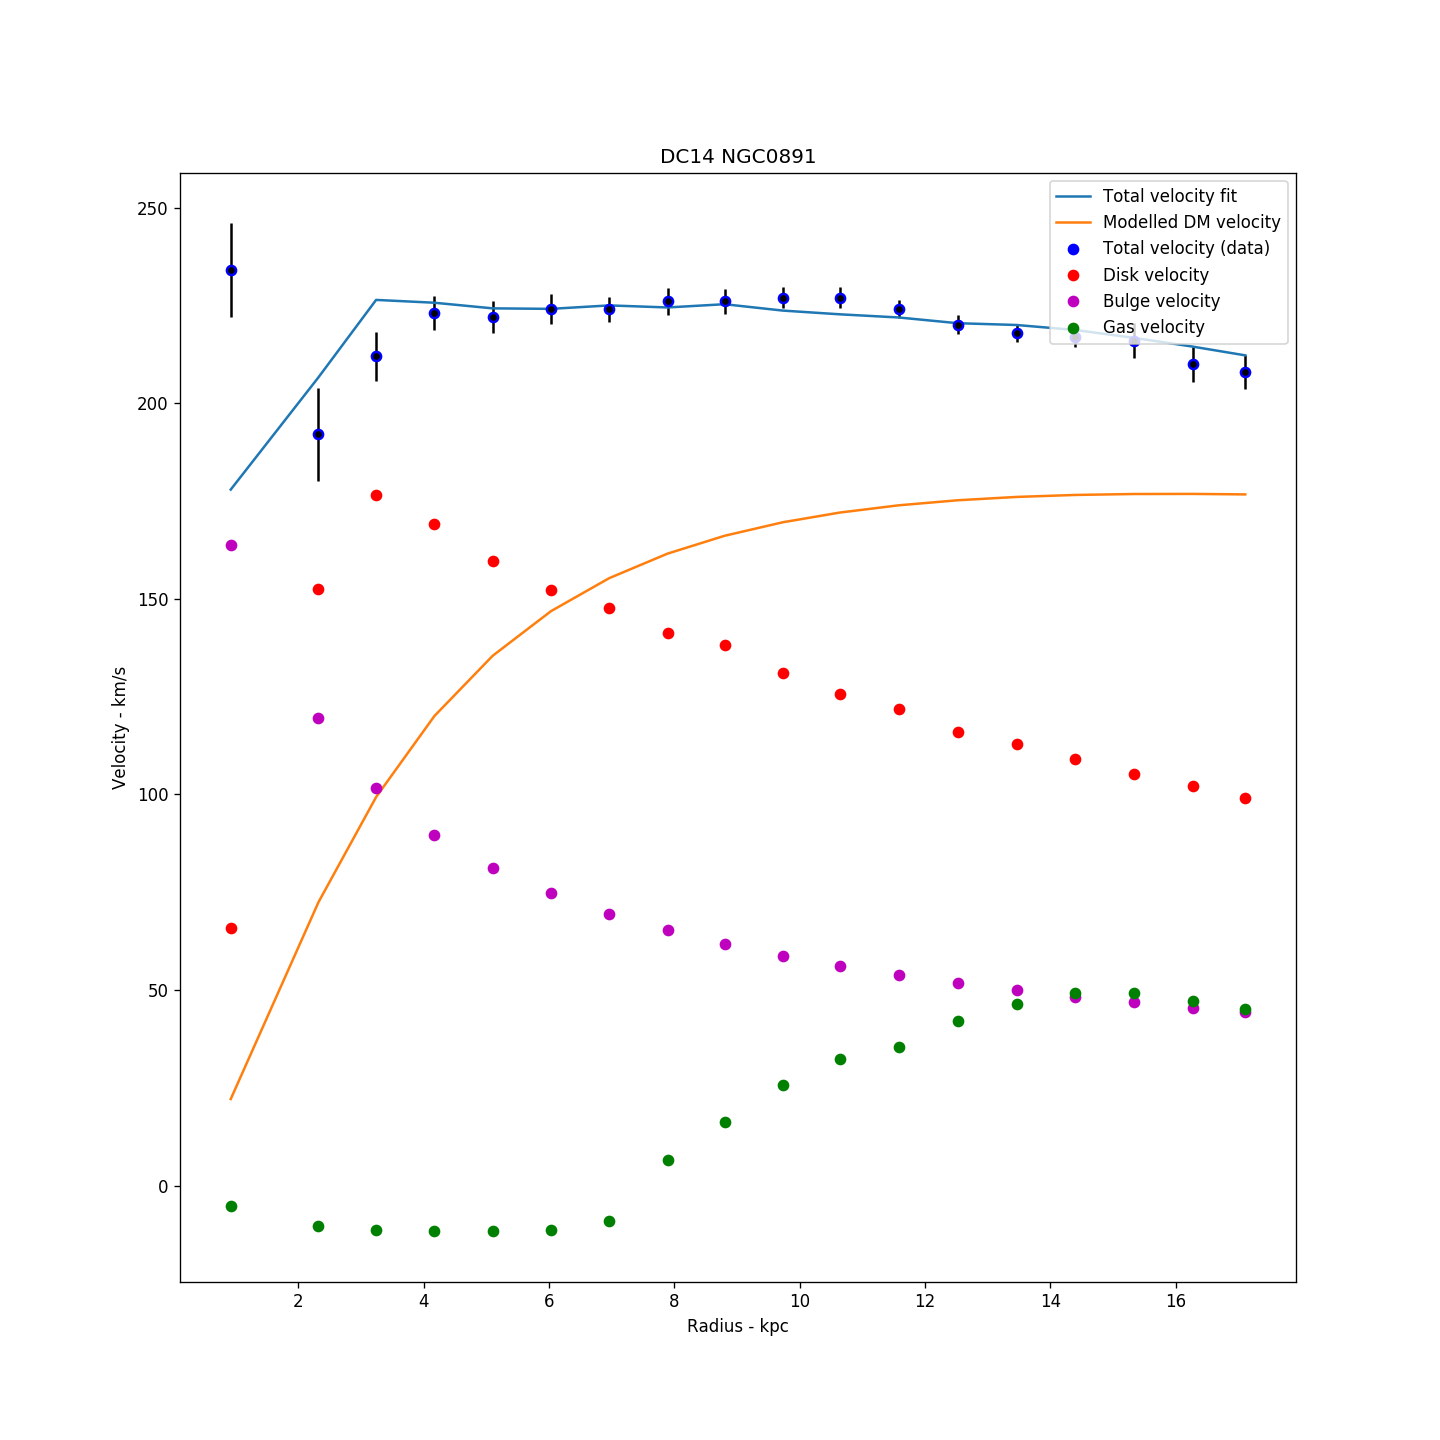 DC14 NGC0891
250
200
150
100
50
0
Velocity - km/s
Total velocity fit
Modelled DM velocity
Total velocity (data)
Disk velocity
Bulge velocity
Gas velocity
2 4 6 8 10 12 14 16
Radius - kpc